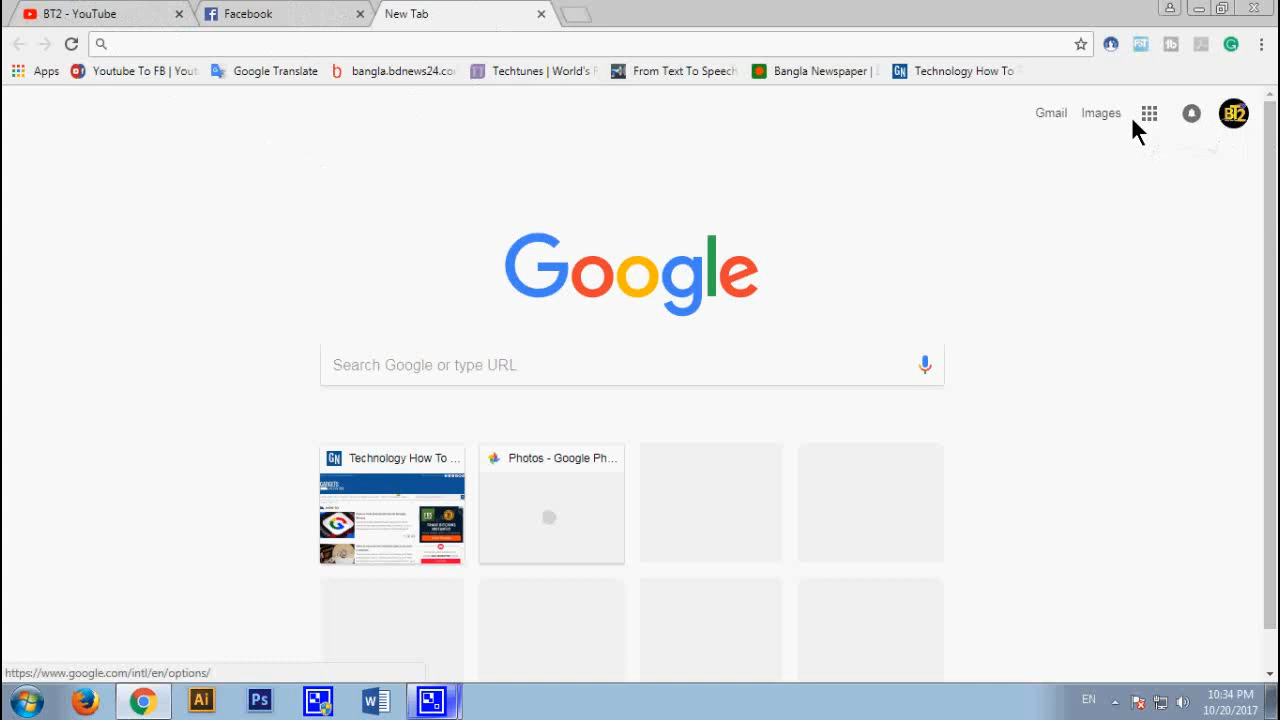 BT2 - YouTube
Facebook
New Tab
Apps
Youtube To FB | Yout
Google Translate
bangla.bdnews24.co
Techtunes | World's F
From Text To Speech
Bangla Newspaper |
Technology How To
Gmail
Images
BT2
Google
Search Google or type URL
Technology How To ...
Photos - Google Ph...
https://www.google.com/intl/en/options/
Ai
Ps
W
EN
10:34 PM
10/20/2017